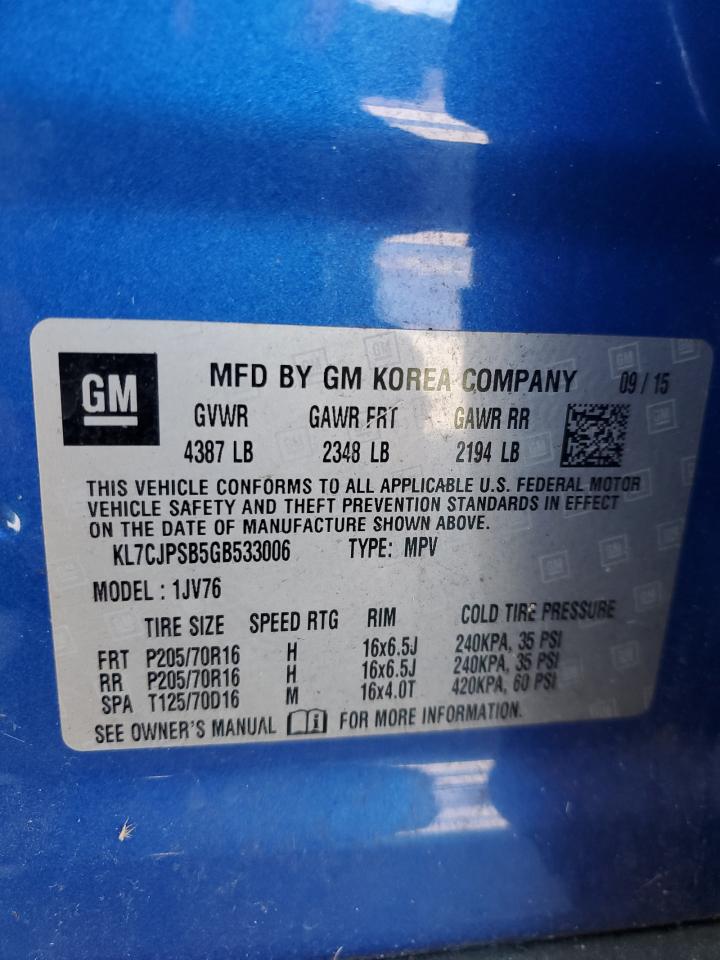 GM MFD BY GM KOREA COMPANY 09/15
GVWR GAWR FRT GAWR RR
4387 LB 2348 LB 2194 LB
THIS VEHICLE CONFORMS TO ALL APPLICABLE U.S. FEDERAL MOTOR
VEHICLE SAFETY AND THEFT PREVENTION STANDARDS IN EFFECT
ON THE DATE OF MANUFACTURE SHOWN ABOVE.
KL7CJPSB5GB533006 TYPE: MPV
MODEL : 1JV76
TIRE SIZE SPEED RTG RIM COLD TIRE PRESSURE
FRT P205/70R16 H 16x6.5J 240KPA, 35 PSI
RR P205/70R16 H 16x6.5J 240KPA, 35 PSI
SPA T125/70D16 M 16x4.0T 420KPA, 60 PSI
SEE OWNER'S MANUAL FOR MORE INFORMATION.